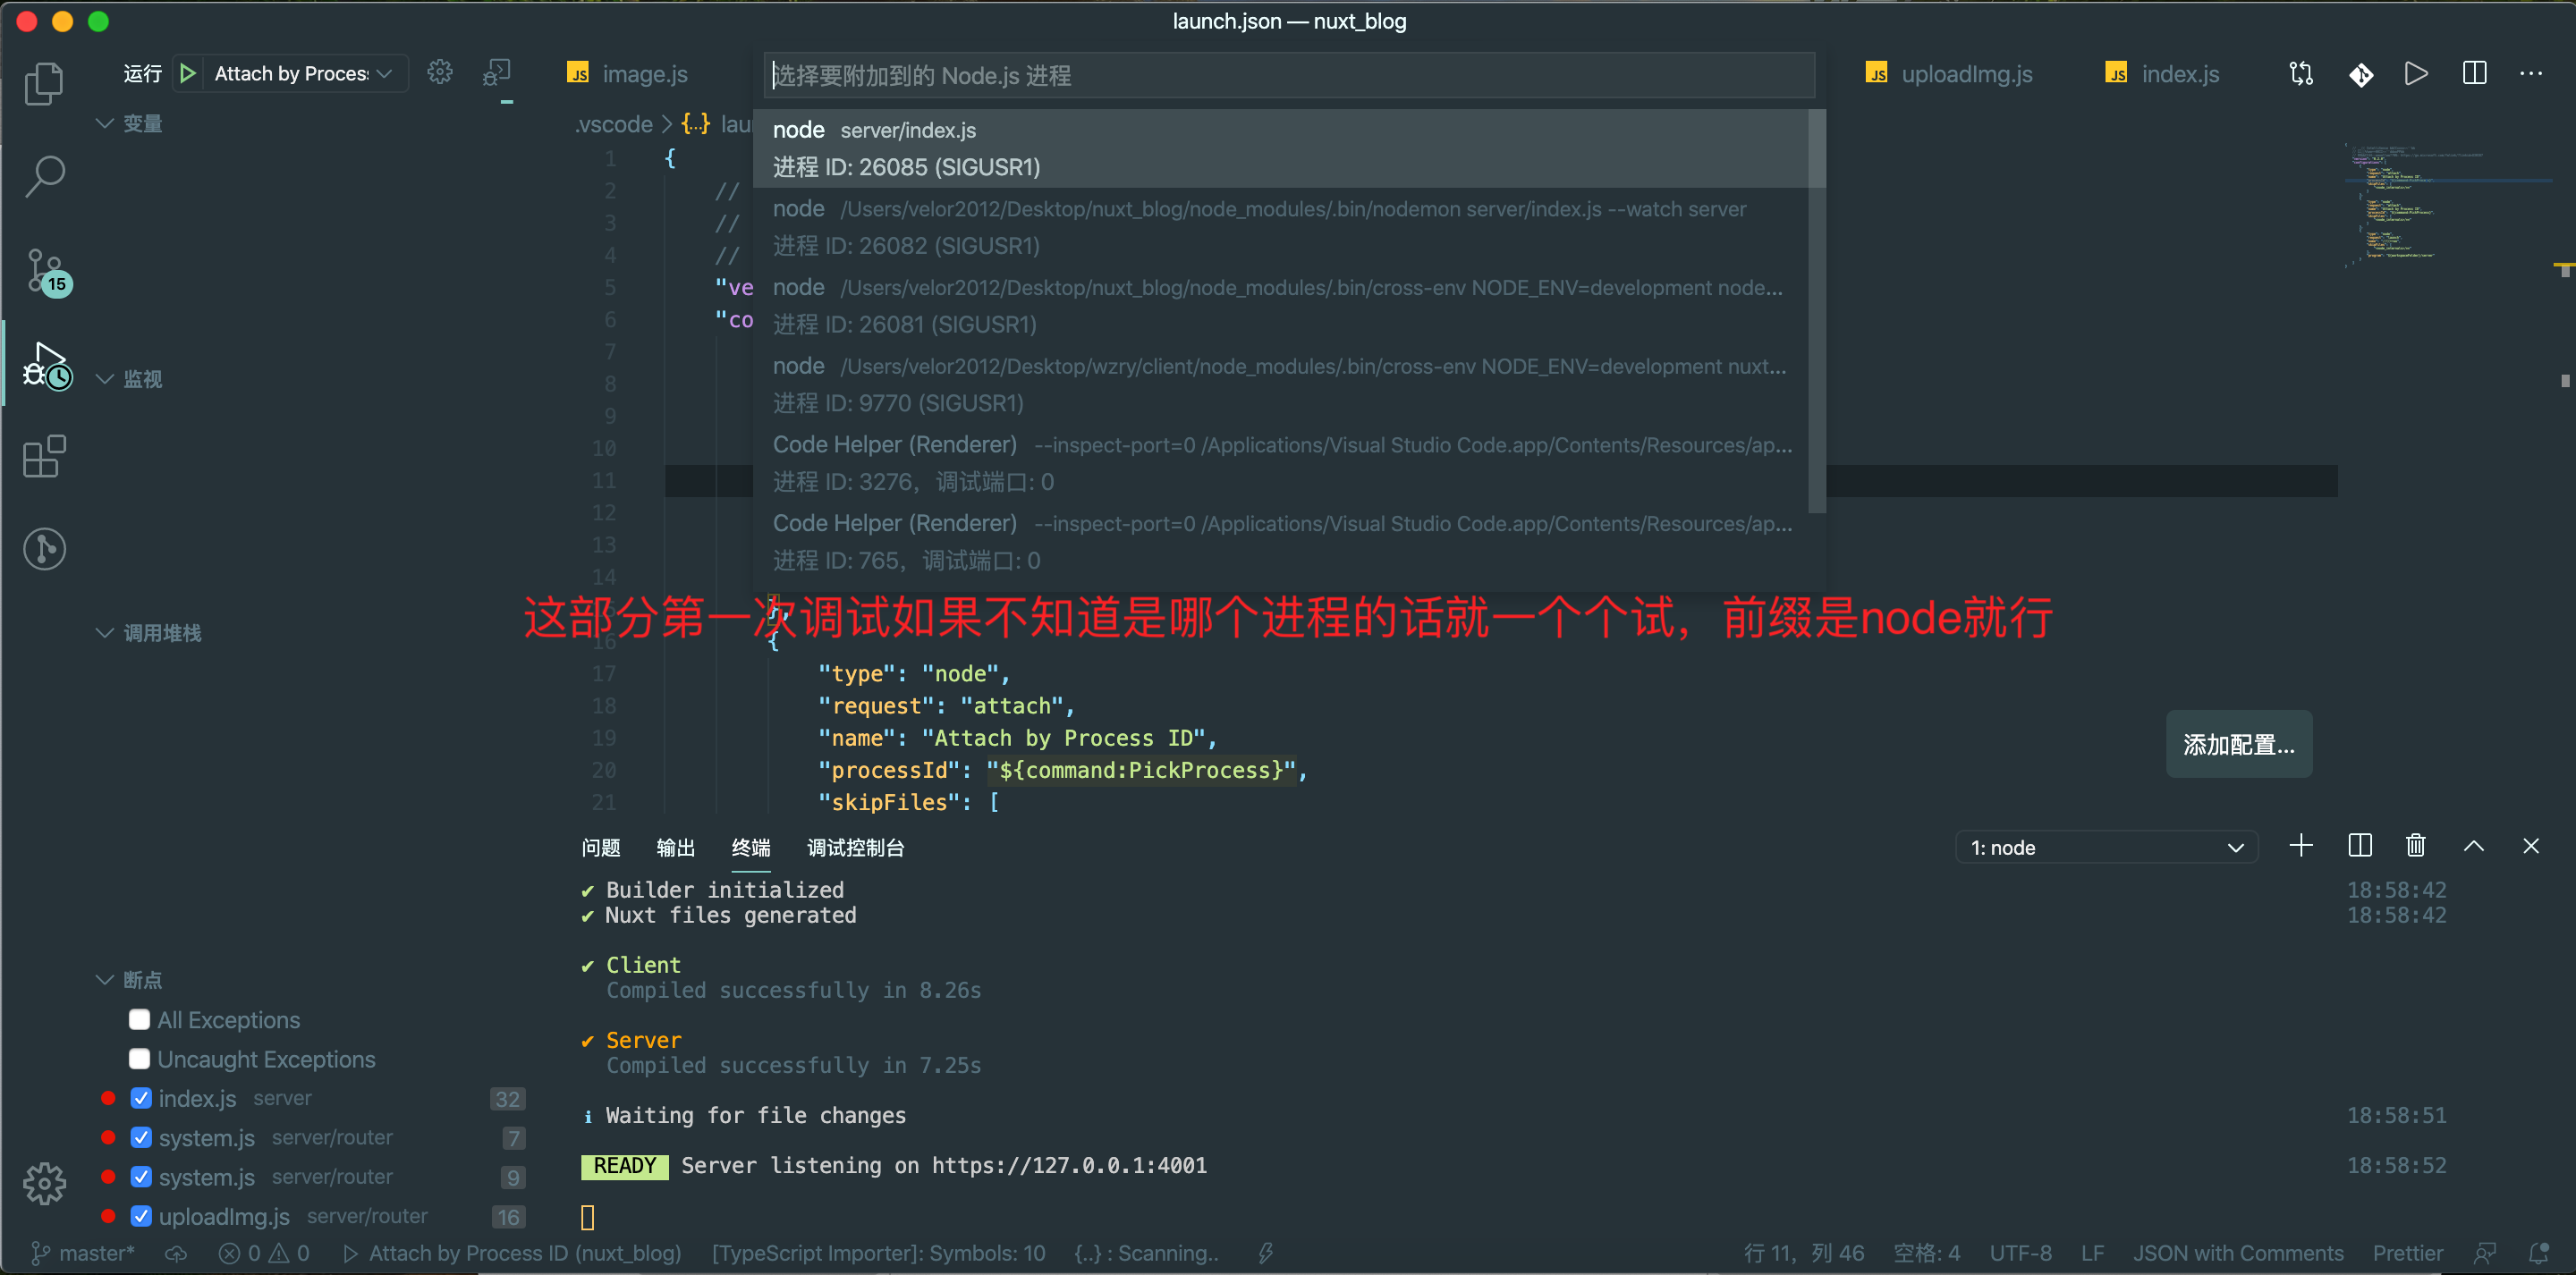 launch.json — nuxt_blog
运行 Attach by Proces
image.js
选择要附加到的 Node.js 进程
uploadImg.js
index.js
变量
.vscode > {..} lau
node server/index.js
进程 ID: 26085 (SIGUSR1)
node /Users/velor2012/Desktop/nuxt_blog/node_modules/.bin/nodemon server/index.js --watch server
进程 ID: 26082 (SIGUSR1)
node /Users/velor2012/Desktop/nuxt_blog/node_modules/.bin/cross-env NODE_ENV=development node...
进程 ID: 26081 (SIGUSR1)
node /Users/velor2012/Desktop/wzry/client/node_modules/.bin/cross-env NODE_ENV=development nuxt...
进程 ID: 9770 (SIGUSR1)
Code Helper (Renderer) --inspect-port=0 /Applications/Visual Studio Code.app/Contents/Resources/ap...
进程 ID: 3276，调试端口: 0
Code Helper (Renderer) --inspect-port=0 /Applications/Visual Studio Code.app/Contents/Resources/ap...
进程 ID: 765，调试端口: 0
1 {
2 //
3 //
4 //
5 "ve
6 "co
7
8
9
10
11
12
13
14
},
这部分第一次调试如果不知道是哪个进程的话就一个个试，前缀是node就行
16 {
17 "type": "node",
18 "request": "attach",
19 "name": "Attach by Process ID",
20 "processId": "${command:PickProcess}",
21 "skipFiles": [
15
监视
调用堆栈
添加配置...
断点
All Exceptions
Uncaught Exceptions
index.js server 32
system.js server/router 7
system.js server/router 9
uploadImg.js server/router 16
问题 输出 终端 调试控制台
1: node
✔ Builder initialized 18:58:42
✔ Nuxt files generated 18:58:42
✔ Client
Compiled successfully in 8.26s
✔ Server
Compiled successfully in 7.25s
ℹ Waiting for file changes 18:58:51
READY Server listening on https://127.0.0.1:4001 18:58:52
master* 0 0 Attach by Process ID (nuxt_blog) [TypeScript Importer]: Symbols: 10 {..} : Scanning.. 行 11，列 46 空格: 4 UTF-8 LF JSON with Comments Prettier